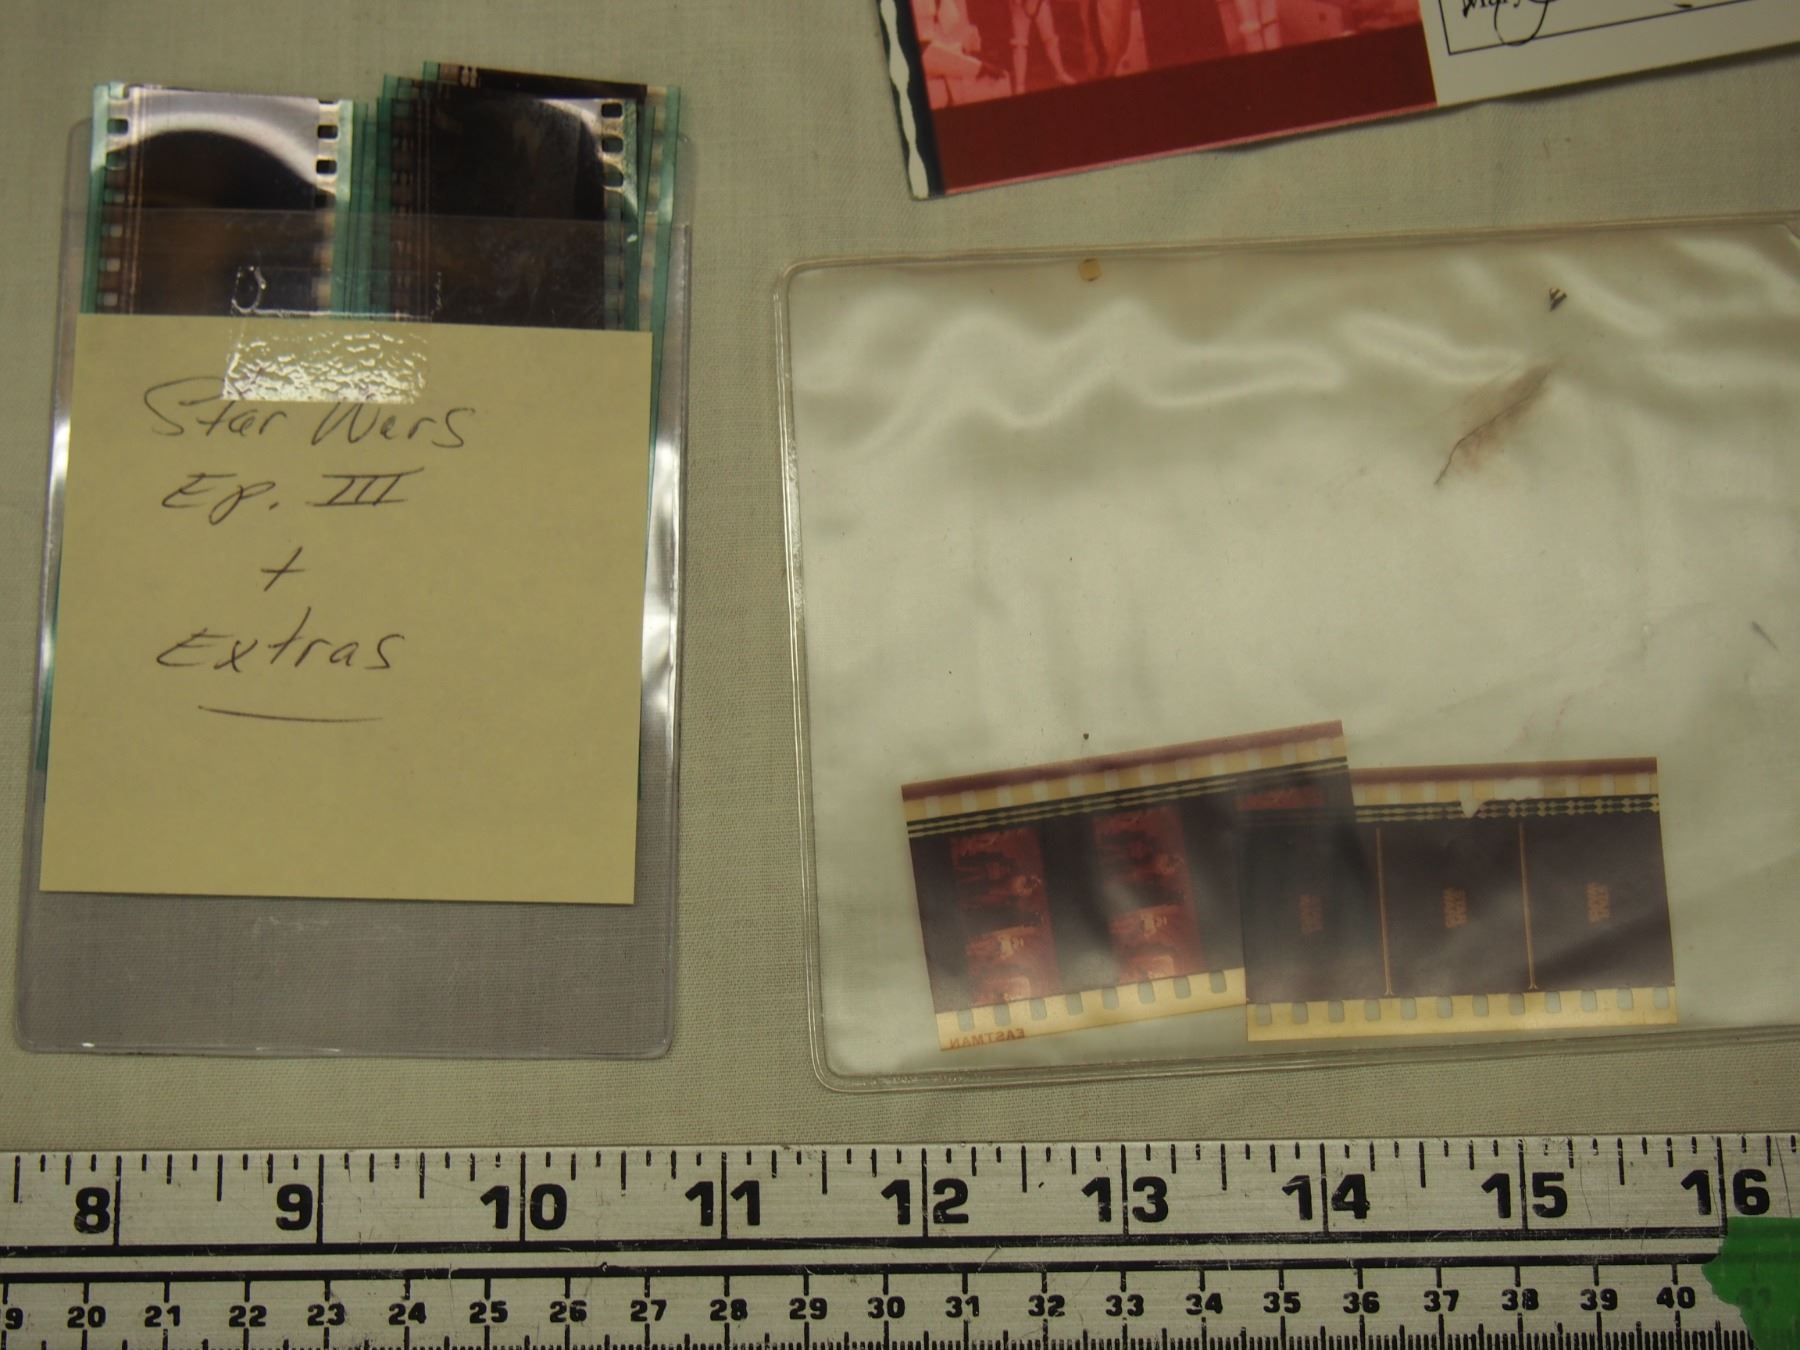 Star Wars
Ep. III
+
Extras
EASTMAN
8 9 10 11 12 13 14 15 16
20 21 22 23 24 25 26 27 28 29 30 31 32 33 34 35 36 37 38 39 40